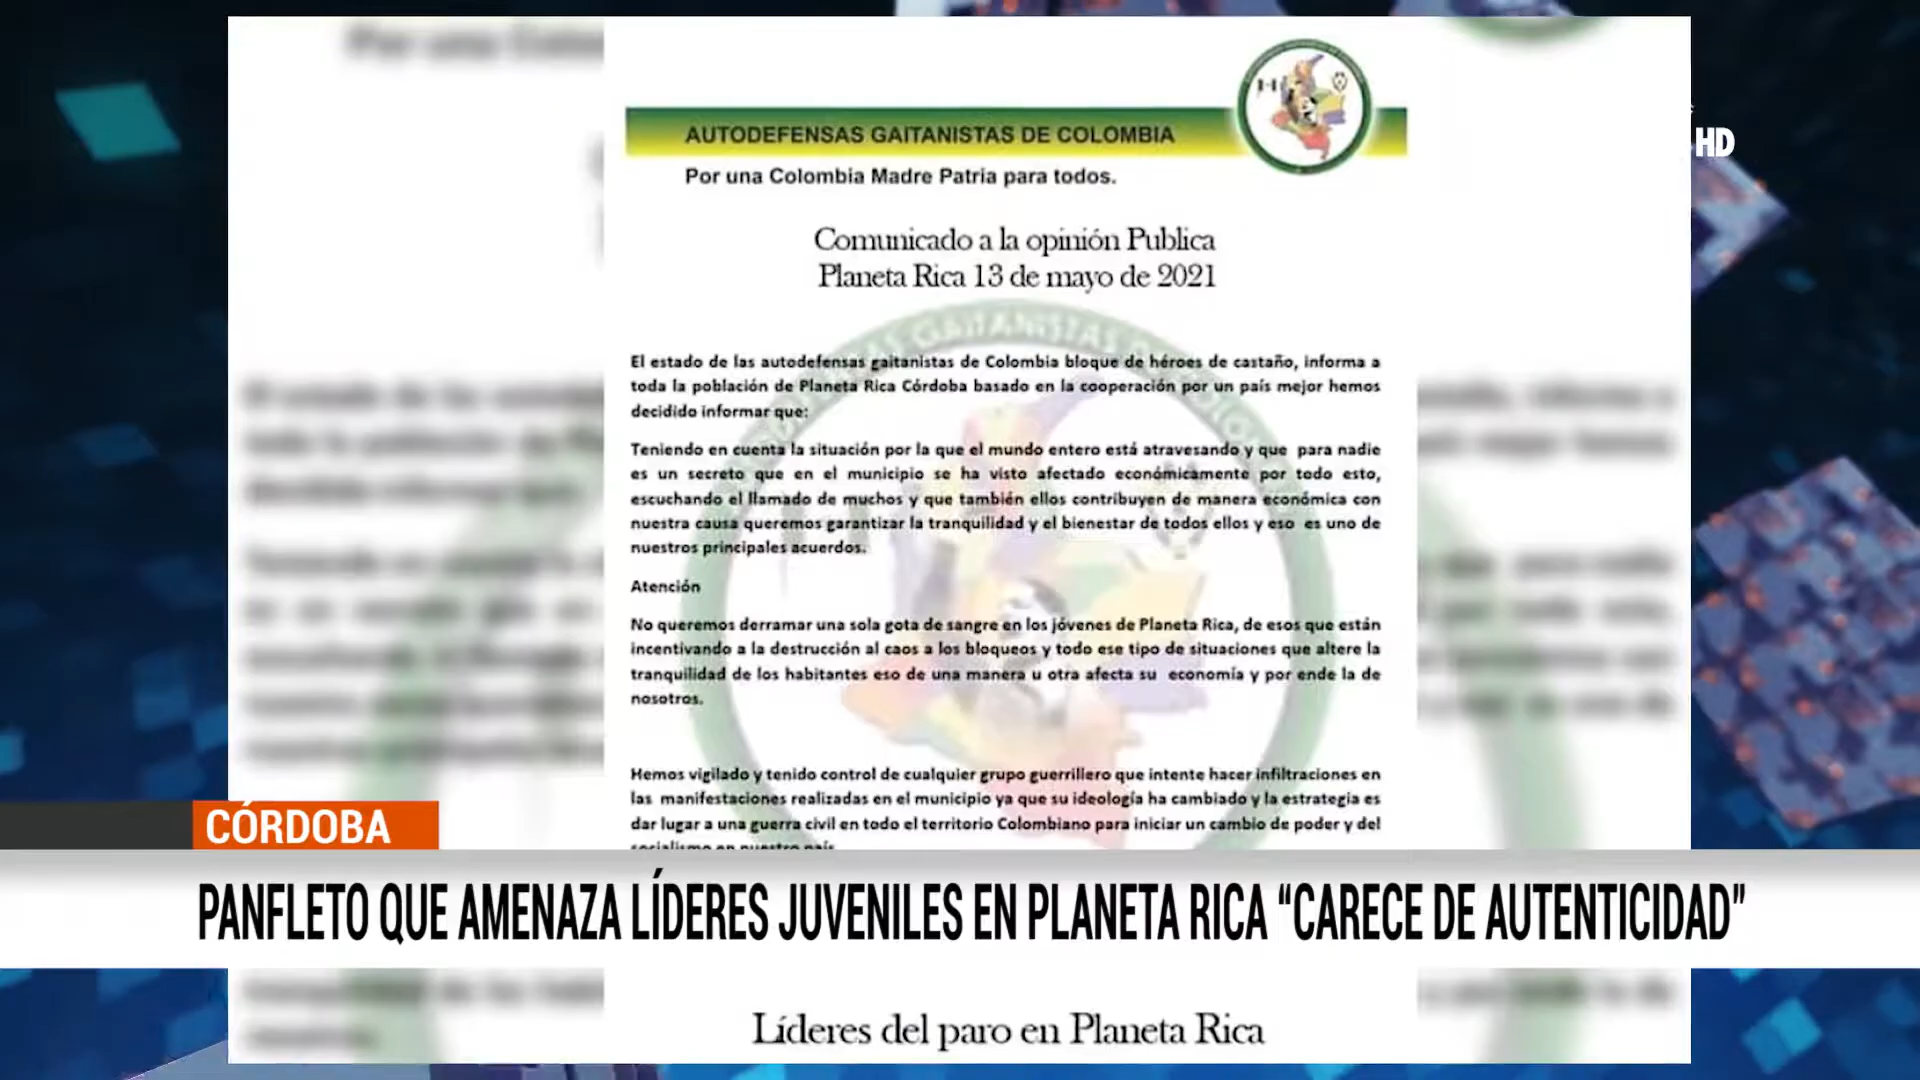 AUTODEFENSAS GAITANISTAS DE COLOMBIA
Por una Colombia Madre Patria para todos.
HD
Comunicado a la opinión Publica
Planeta Rica 13 de mayo de 2021
El estado de las autodefensas gaitanistas de Colombia bloque de héroes de castaño, informa a
toda la población de Planeta Rica Córdoba basado en la cooperación por un país mejor hemos
decidido informar que:
Teniendo en cuenta la situación por la que el mundo entero está atravesando y que para nadie
es un secreto que en el municipio se ha visto afectado económicamente por todo esto,
escuchando el llamado de muchos y que también ellos contribuyen de manera económica con
nuestra causa queremos garantizar la tranquilidad y el bienestar de todos ellos y eso es uno de
nuestros principales acuerdos.
Atención
No queremos derramar una sola gota de sangre en los jóvenes de Planeta Rica, de esos que están
incentivando a la destrucción al caos a los bloqueos y todo ese tipo de situaciones que altere la
tranquilidad de los habitantes eso de una manera u otra afecta su economía y por ende la de
nosotros.
Hemos vigilado y tenido control de cualquier grupo guerrillero que intente hacer infiltraciones en
las manifestaciones realizadas en el municipio ya que su ideología ha cambiado y la estrategia es
dar lugar a una guerra civil en todo el territorio Colombiano para iniciar un cambio de poder y del
socialismo en nuestro país
CÓRDOBA
PANFLETO QUE AMENAZA LÍDERES JUVENILES EN PLANETA RICA “CARECE DE AUTENTICIDAD”
Líderes del paro en Planeta Rica